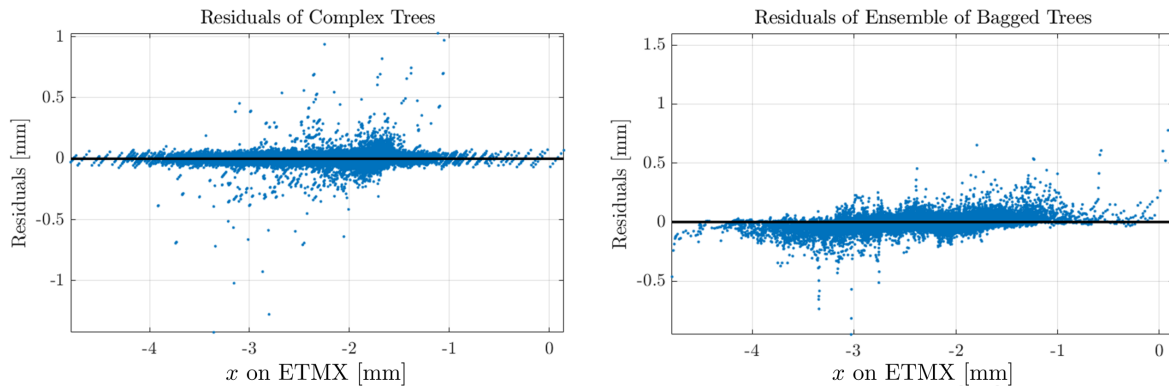 Residuals of Complex Trees
1
0.5
0
-0.5
-1
Residuals [mm]
-4 -3 -2 -1 0
x on ETMX [mm]
Residuals of Ensemble of Bagged Trees
1.5
1
0.5
0
-0.5
Residuals [mm]
-4 -3 -2 -1 0
x on ETMX [mm]